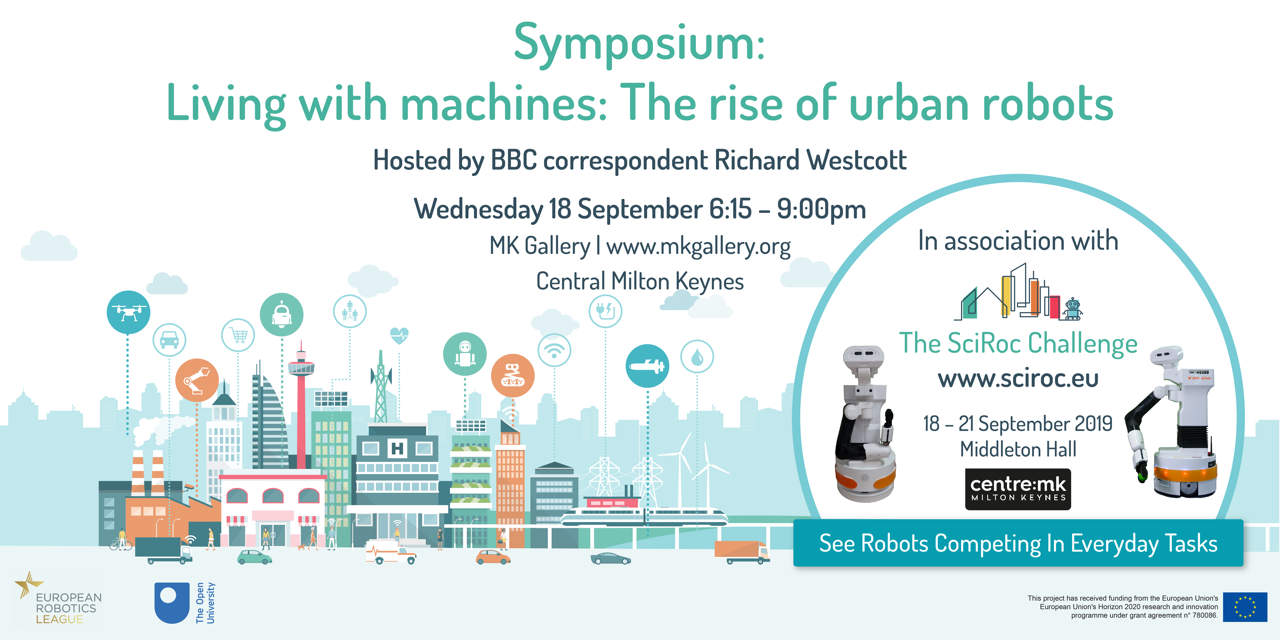 Symposium:
Living with machines: The rise of urban robots
Hosted by BBC correspondent Richard Westcott
Wednesday 18 September 6:15 – 9:00pm
MK Gallery | www.mkgallery.org
Central Milton Keynes
In association with
The SciRoc Challenge
www.sciroc.eu
18 – 21 September 2019
Middleton Hall
centre:mk
MILTON KEYNES
See Robots Competing In Everyday Tasks
H
EUROPEAN
ROBOTICS
LEAGUE
The Open
University
This project has received funding from the European Union's
European Union's Horizon 2020 research and innovation
programme under grant agreement n° 780086.